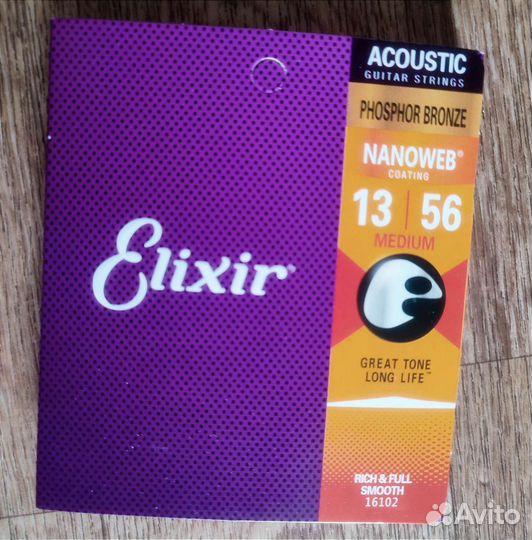 ACOUSTIC
GUITAR STRINGS
PHOSPHOR BRONZE
NANOWEB®
COATING
13 | 56
MEDIUM
Elixir®
GREAT TONE
LONG LIFE™
RICH & FULL
SMOOTH
16102
Avito